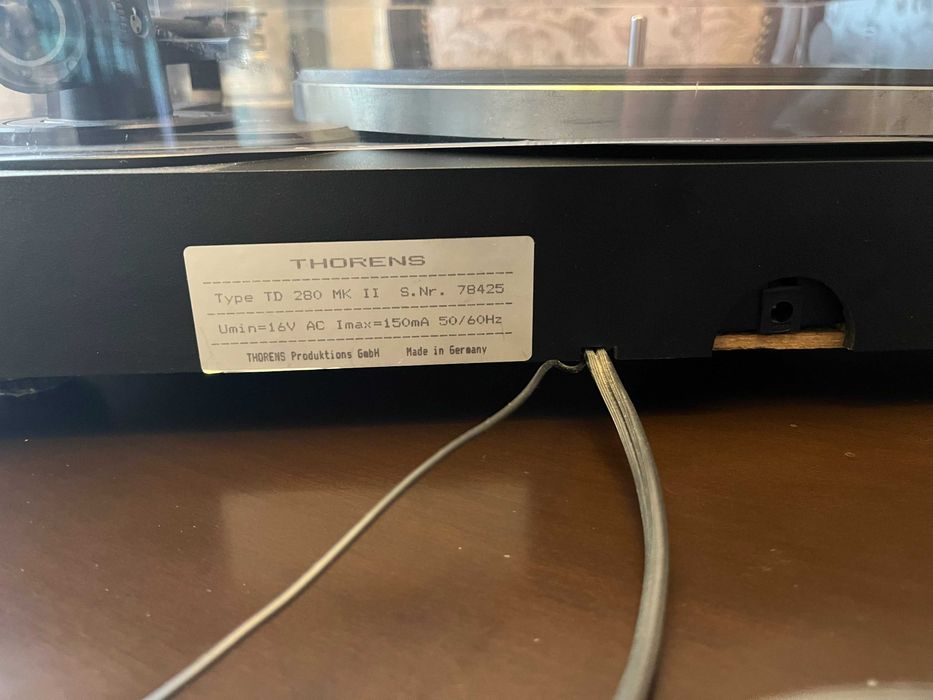 THORENS
Type TD 280 MK II S.Nr. 78425
Umin=16V AC Imax=150mA 50/60Hz
THORENS Produktions GmbH Made in Germany